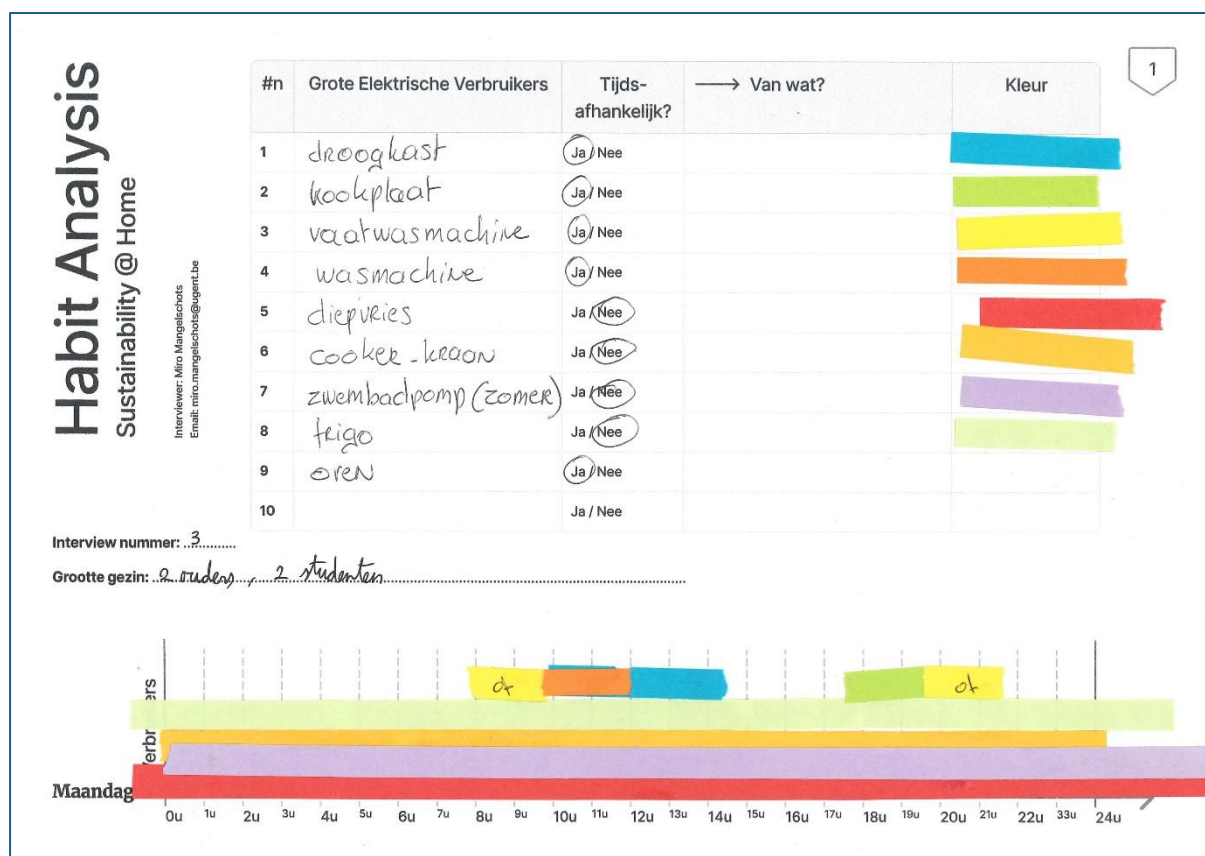 Habit Analysis
Sustainability @ Home
Interviewer: Miro Mangelschots
Email: miro.mangelschots@ugent.be
1
#n Grote Elektrische Verbruikers Tijds-afhankelijk? → Van wat? Kleur
1 droogkast Ja / Nee
2 kookplaat Ja / Nee
3 vaatwasmachine Ja / Nee
4 wasmachine Ja / Nee
5 diepvries Ja / Nee
6 cooker-kraan Ja / Nee
7 zwembadpomp (zomer) Ja / Nee
8 frigo Ja / Nee
9 oven Ja / Nee
10 Ja / Nee
Interview nummer: 3
Grootte gezin: 2 ouders, 2 studenten
of of
Maandag
0u 1u 2u 3u 4u 5u 6u 7u 8u 9u 10u 11u 12u 13u 14u 15u 16u 17u 18u 19u 20u 21u 22u 33u 24u